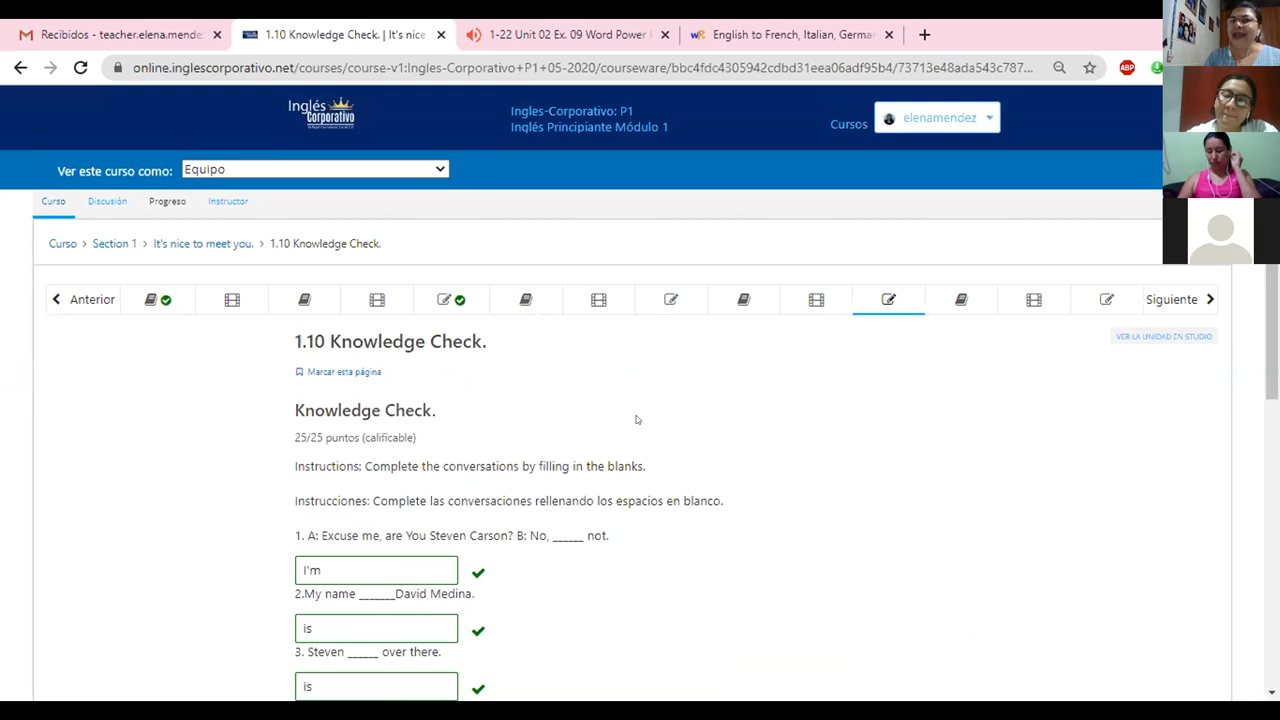 Recibidos - teacher.elena.mende
1.10 Knowledge Check. | It's nice
1-22 Unit 02 Ex. 09 Word Power
English to French, Italian, Germa
online.inglescorporativo.net/courses/course-v1:Ingles-Corporativo+P1+05-2020/courseware/bbc4fdc4305942cdbd31eea06adf95b4/73713e48ada543c787...
ABP
Inglés
Corporativo
Ingles-Corporativo: P1
Inglés Principiante Módulo 1
Cursos
elenamendez
Ver este curso como:
Equipo
Curso
Discusión
Progreso
Instructor
Curso > Section 1 > It's nice to meet you. > 1.10 Knowledge Check.
Anterior
Siguiente
1.10 Knowledge Check.
VER LA UNIDAD EN STUDIO
Marcar esta página
Knowledge Check.
25/25 puntos (calificable)
Instructions: Complete the conversations by filling in the blanks.
Instrucciones: Complete las conversaciones rellenando los espacios en blanco.
1. A: Excuse me, are You Steven Carson? B: No, ______ not.
I'm
2.My name _______David Medina.
is
3. Steven ______ over there.
is